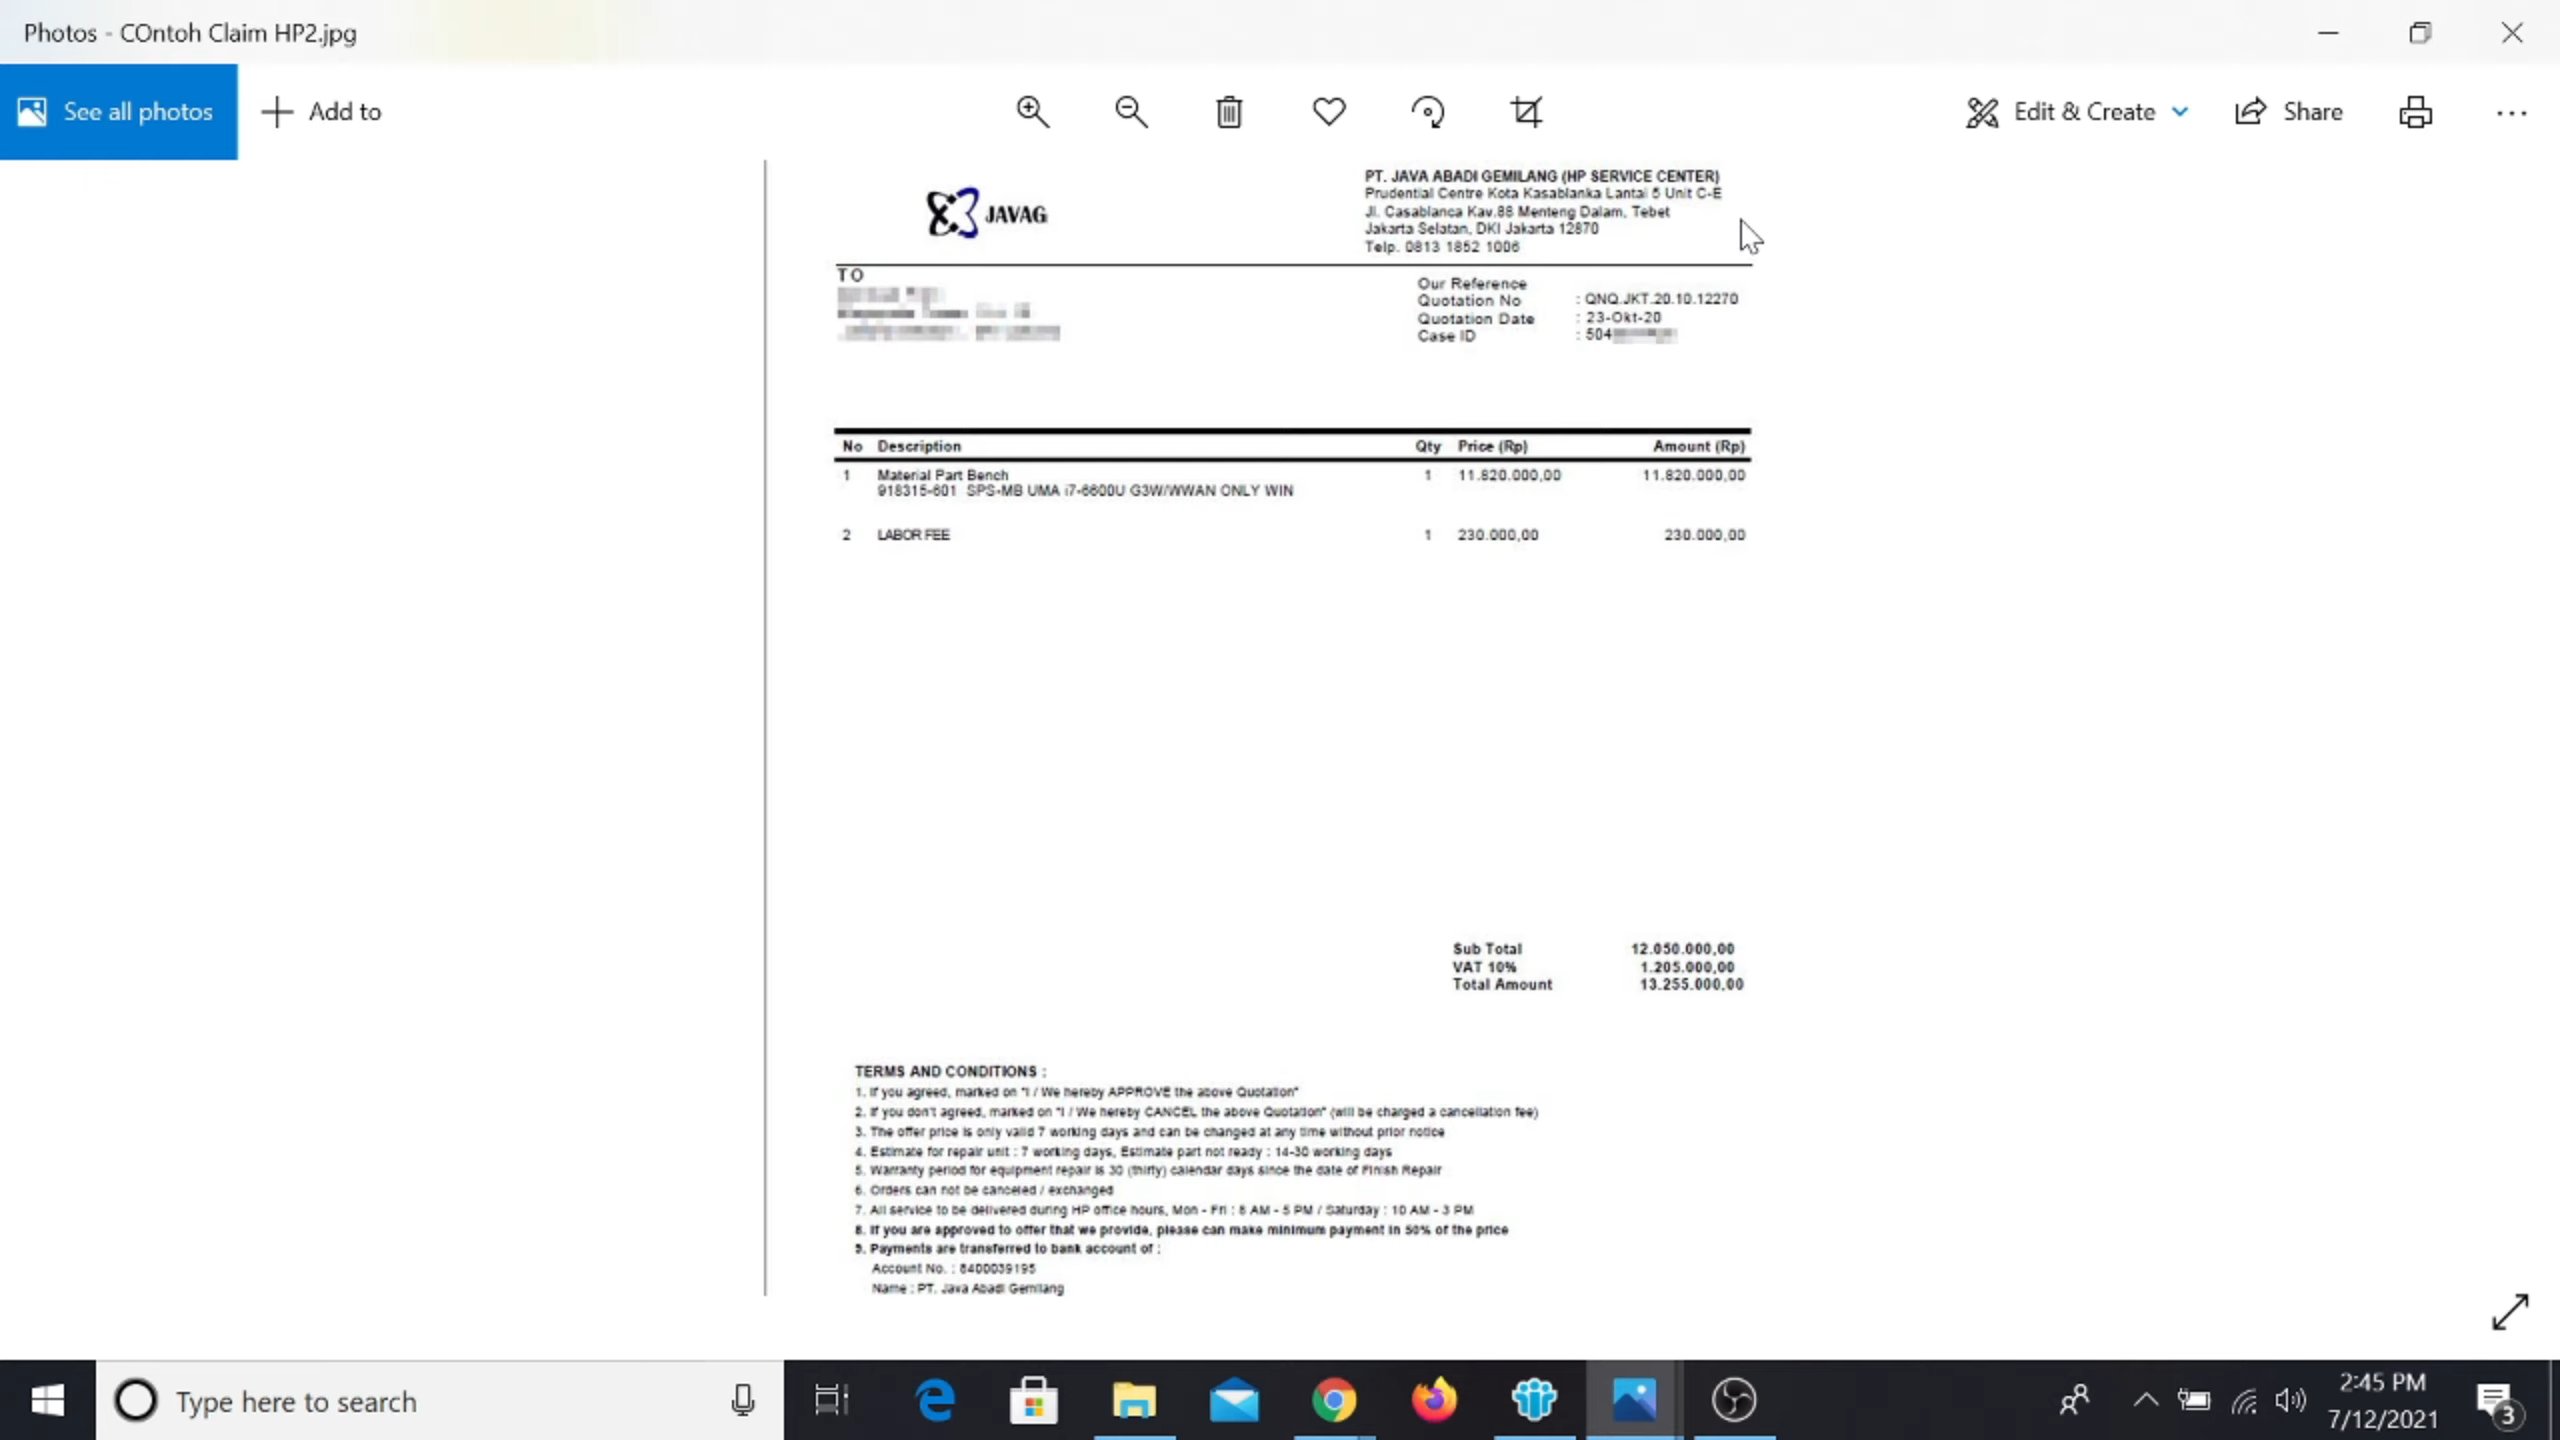 Photos - COntoh Claim HP2.jpg
See all photos
Add to
Edit & Create
Share
JAVAG
PT. JAVA ABADI GEMILANG (HP SERVICE CENTER)
Prudential Centre Kota Kasablanka Lantai 5 Unit C-E
Jl. Casablanca Kav.88 Menteng Dalam, Tebet
Jakarta Selatan, DKI Jakarta 12870
Telp. 0813 1852 1006
TO
Our Reference
Quotation No : QNQ.JKT.20.10.12270
Quotation Date : 23-Okt-20
Case ID : 504
No Description Qty Price (Rp) Amount (Rp)
1 Material Part Bench 1 11.820.000,00 11.820.000,00
918315-601 SPS-MB UMA i7-6600U G3W/WWAN ONLY WIN
2 LABOR FEE 1 230.000,00 230.000,00
Sub Total 12.050.000,00
VAT 10% 1.205.000,00
Total Amount 13.255.000,00
TERMS AND CONDITIONS :
1. If you agreed, marked on "I / We hereby APPROVE the above Quotation"
2. If you don't agreed, marked on "I / We hereby CANCEL the above Quotation" (will be charged a cancellation fee)
3. The offer price is only valid 7 working days and can be changed at any time without prior notice
4. Estimate for repair unit : 7 working days, Estimate part not ready : 14-30 working days
5. Warranty period for equipment repair is 30 (thirty) calendar days since the date of Finish Repair
6. Orders can not be canceled / exchanged
7. All service to be delivered during HP office hours, Mon - Fri : 8 AM - 5 PM / Saturday : 10 AM - 3 PM
8. If you are approved to offer that we provide, please can make minimum payment in 50% of the price
9. Payments are transferred to bank account of :
Account No. : 8400039195
Name : PT. Java Abadi Gemilang
Type here to search
2:45 PM
7/12/2021
3